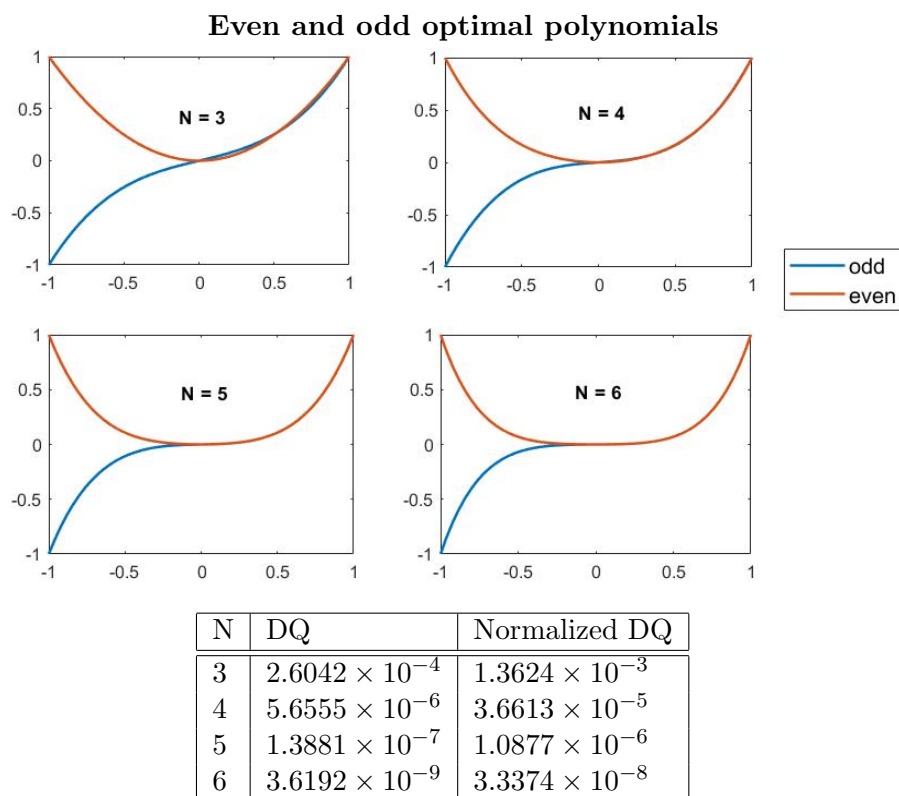 Even and odd optimal polynomials
1
0.5
0
-0.5
-1
N = 3
-1 -0.5 0 0.5 1
1
0.5
0
-0.5
-1
N = 4
-1 -0.5 0 0.5 1
odd
even
1
0.5
0
-0.5
-1
N = 5
-1 -0.5 0 0.5 1
1
0.5
0
-0.5
-1
N = 6
-1 -0.5 0 0.5 1
N DQ Normalized DQ
3 2.6042 × 10⁻⁴ 1.3624 × 10⁻³
4 5.6555 × 10⁻⁶ 3.6613 × 10⁻⁵
5 1.3881 × 10⁻⁷ 1.0877 × 10⁻⁶
6 3.6192 × 10⁻⁹ 3.3374 × 10⁻⁸